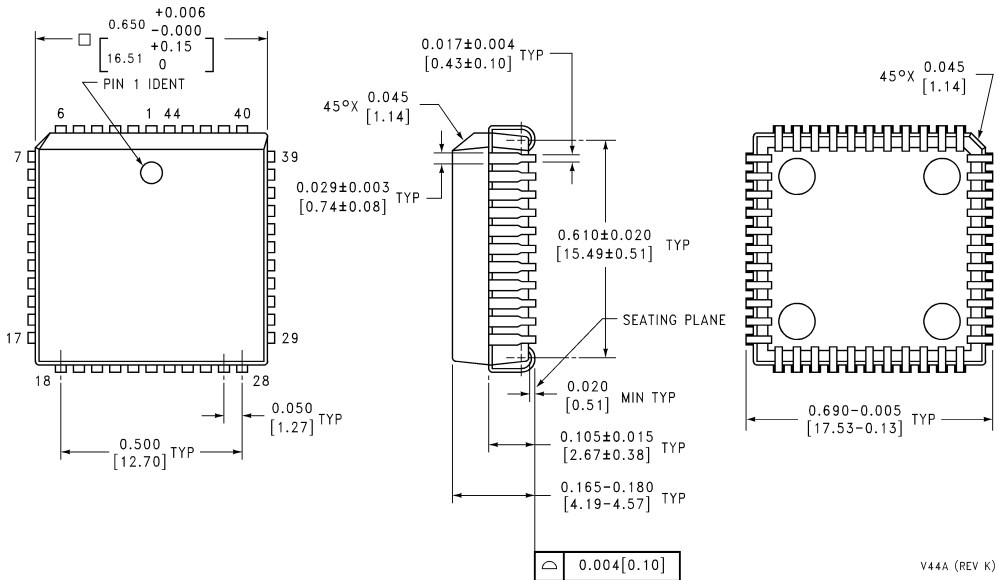 0.650 +0.006
-0.000
[16.51 +0.15
0]
PIN 1 IDENT
6
1
44
40
7
39
17
29
18
28
0.050
[1.27] TYP
0.500
[12.70] TYP
0.017±0.004
[0.43±0.10] TYP
45°X 0.045
[1.14]
0.029±0.003
[0.74±0.08] TYP
0.610±0.020
[15.49±0.51] TYP
SEATING PLANE
0.020
[0.51] MIN TYP
0.105±0.015
[2.67±0.38] TYP
0.165-0.180
[4.19-4.57] TYP
0.004[0.10]
45°X 0.045
[1.14]
0.690-0.005
[17.53-0.13] TYP
V44A (REV K)